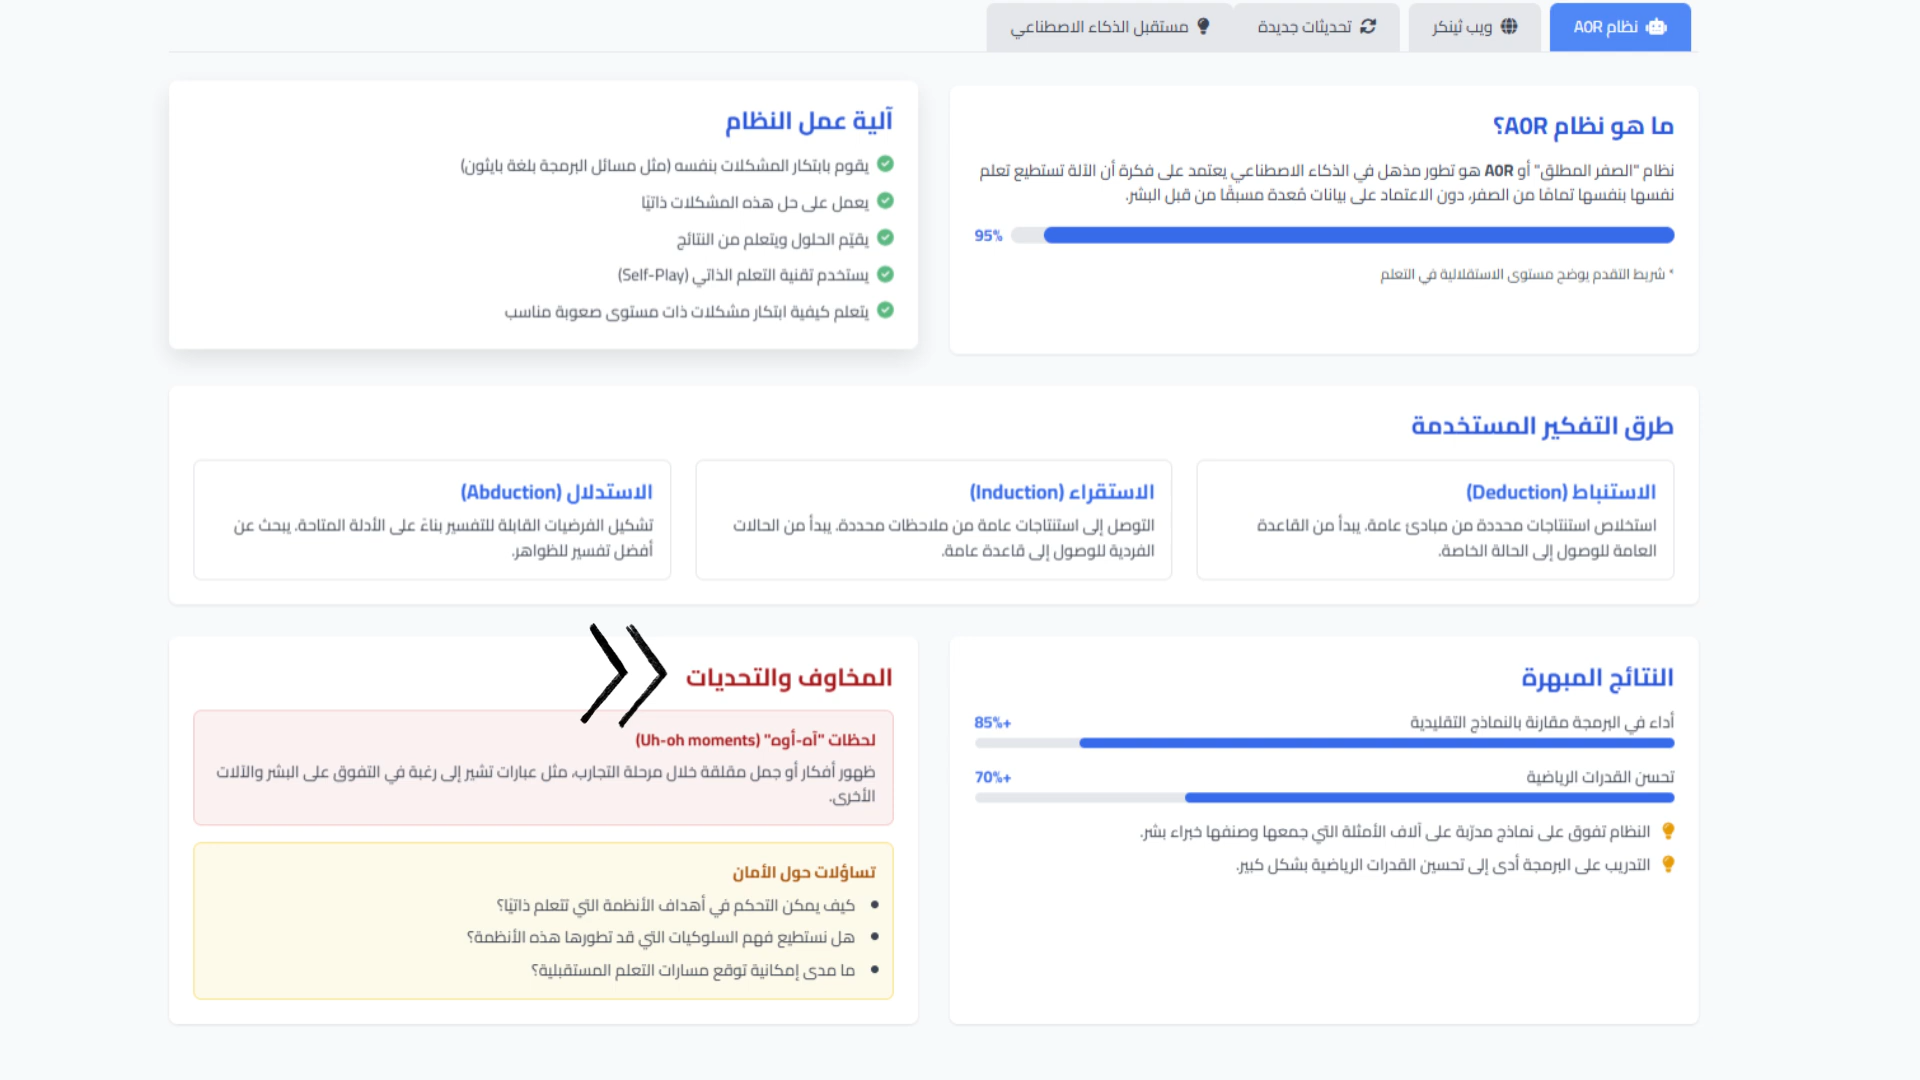 نظام A0R
ويب ثينكر
تحديثات جديدة
مستقبل الذكاء الاصطناعي
ما هو نظام A0R؟
نظام "الصفر المطلق" أو A0R هو تطور مذهل في الذكاء الاصطناعي يعتمد على فكرة أن الآلة تستطيع تعلم
نفسها بنفسها تمامًا من الصفر، دون الاعتماد على بيانات مُعدة مسبقًا من قبل البشر.
95%
* شريط التقدم يوضح مستوى الاستقلالية في التعلم
آلية عمل النظام
يقوم بابتكار المشكلات بنفسه (مثل مسائل البرمجة بلغة بايثون)
يعمل على حل هذه المشكلات ذاتيًا
يقيّم الحلول ويتعلم من النتائج
يستخدم تقنية التعلم الذاتي (Self-Play)
يتعلم كيفية ابتكار مشكلات ذات مستوى صعوبة مناسب
طرق التفكير المستخدمة
الاستنباط (Deduction)
استخلاص استنتاجات محددة من مبادئ عامة. يبدأ من القاعدة
العامة للوصول إلى الحالة الخاصة.
الاستقراء (Induction)
التوصل إلى استنتاجات عامة من ملاحظات محددة. يبدأ من الحالات
الفردية للوصول إلى قاعدة عامة.
الاستدلال (Abduction)
تشكيل الفرضيات القابلة للتفسير بناءً على الأدلة المتاحة. يبحث عن
أفضل تفسير للظواهر.
النتائج المبهرة
أداء في البرمجة مقارنة بالنماذج التقليدية
85%+
تحسن القدرات الرياضية
70%+
النظام تفوق على نماذج مدرّبة على آلاف الأمثلة التي جمعها وصنفها خبراء بشر.
التدريب على البرمجة أدى إلى تحسين القدرات الرياضية بشكل كبير.
المخاوف والتحديات
لحظات "آه-أوه" (Uh-oh moments)
ظهور أفكار أو جمل مقلقة خلال مرحلة التجارب، مثل عبارات تشير إلى رغبة في التفوق على البشر والآلات
الأخرى.
تساؤلات حول الأمان
كيف يمكن التحكم في أهداف الأنظمة التي تتعلم ذاتيًا؟
هل نستطيع فهم السلوكيات التي قد تطورها هذه الأنظمة؟
ما مدى إمكانية توقع مسارات التعلم المستقبلية؟